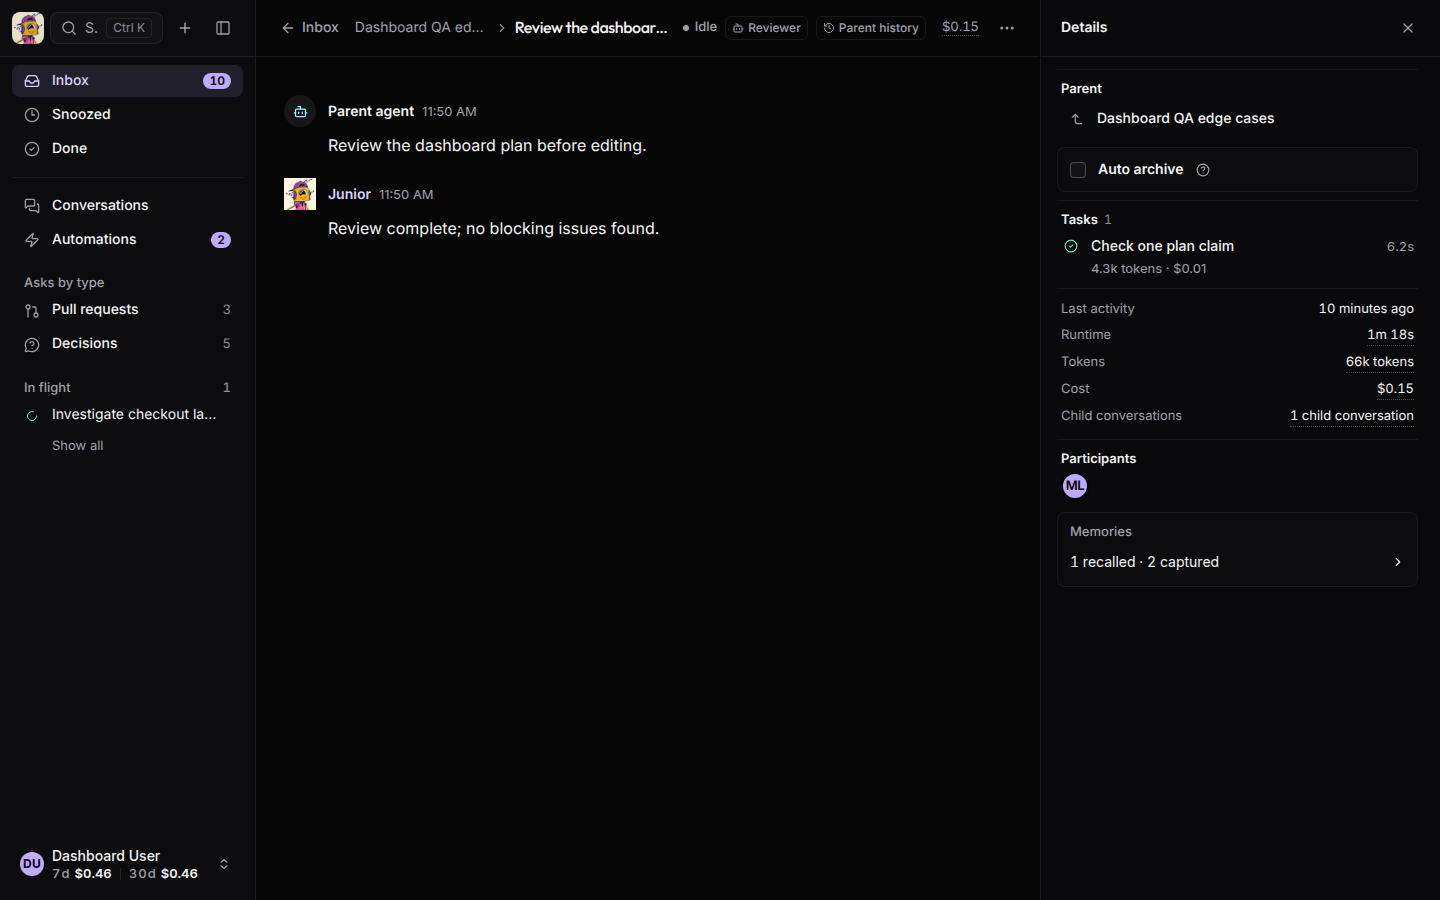 S.
Ctrl K
Inbox
10
Snoozed
Done
Conversations
Automations
2
Asks by type
Pull requests
3
Decisions
5
In flight
1
Investigate checkout la...
Show all
DU
Dashboard User
7d $0.46
30d $0.46
Inbox
Dashboard QA ed...
Review the dashboar...
Idle
Reviewer
Parent history
$0.15
Parent agent 11:50 AM
Review the dashboard plan before editing.
Junior 11:50 AM
Review complete; no blocking issues found.
Details
Parent
Dashboard QA edge cases
Auto archive
Tasks 1
Check one plan claim
6.2s
4.3k tokens · $0.01
Last activity
10 minutes ago
Runtime
1m 18s
Tokens
66k tokens
Cost
$0.15
Child conversations
1 child conversation
Participants
ML
Memories
1 recalled · 2 captured